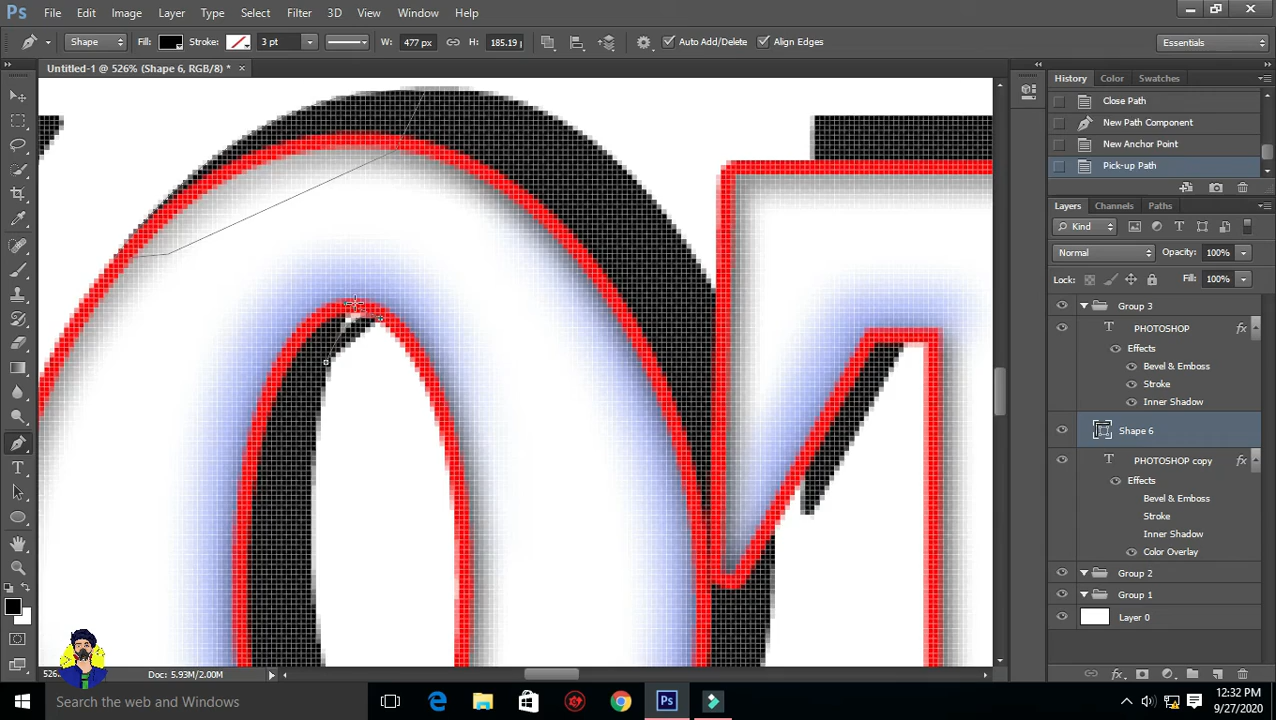 Ps File Edit Image Layer Type Select Filter 3D View Window Help
Shape Fill: Stroke: 3 pt W: 477 px H: 185.19 Auto Add/Delete Align Edges Essentials
Untitled-1 @ 526% (Shape 6, RGB/8) * ×
History Color Swatches
Close Path
New Path Component
New Anchor Point
Pick-up Path
Layers Channels Paths
Kind
Normal Opacity: 100%
Lock: Fill: 100%
Group 3
T PHOTOSHOP fx
Effects
Bevel & Emboss
Stroke
Inner Shadow
Shape 6
T PHOTOSHOP copy fx
Effects
Bevel & Emboss
Stroke
Inner Shadow
Color Overlay
Group 2
Group 1
Layer 0
Doc: 5.93M/2.00M
Search the web and Windows
12:32 PM
9/27/2020